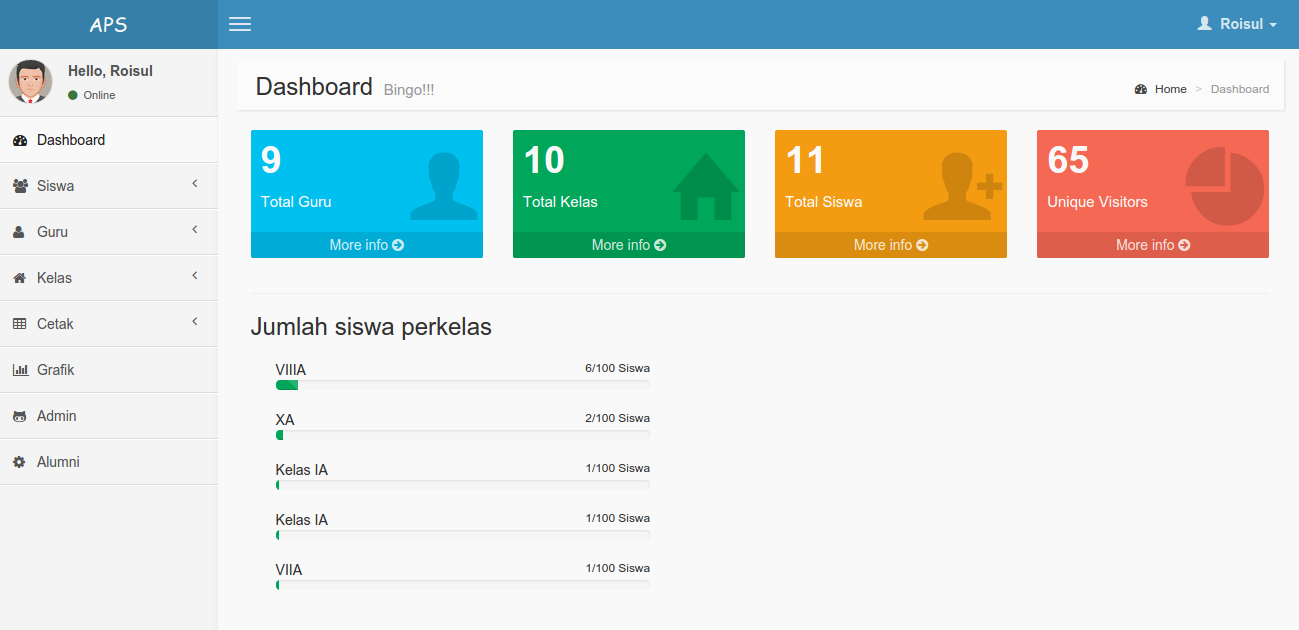 APS
Roisul
Hello, Roisul
Online
Dashboard
Siswa
Guru
Kelas
Cetak
Grafik
Admin
Alumni
Dashboard Bingo!!!
Home > Dashboard
9
Total Guru
More info
10
Total Kelas
More info
11
Total Siswa
More info
65
Unique Visitors
More info
Jumlah siswa perkelas
VIIIA 6/100 Siswa
XA 2/100 Siswa
Kelas IA 1/100 Siswa
Kelas IA 1/100 Siswa
VIIA 1/100 Siswa